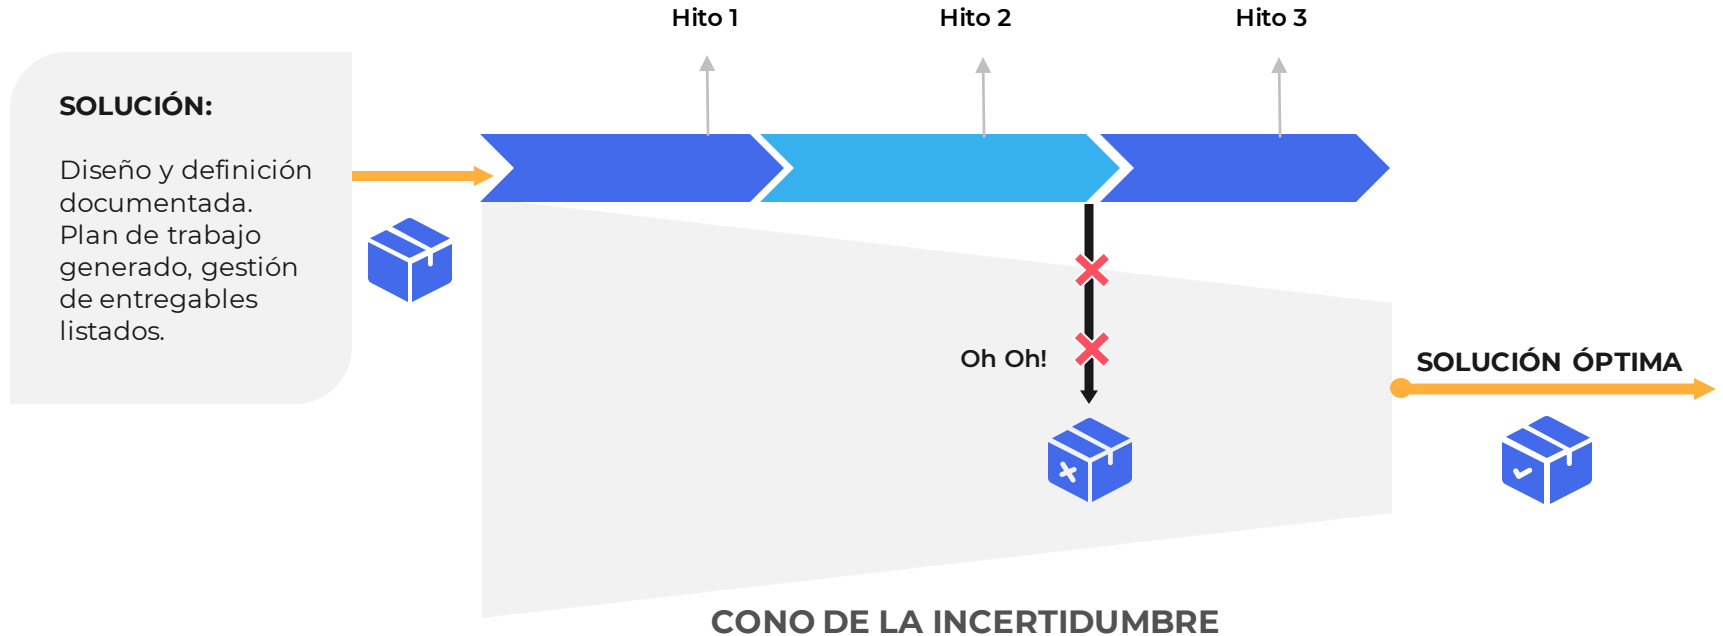 Hito 1
Hito 2
Hito 3
SOLUCIÓN:
Diseño y definición
documentada.
Plan de trabajo
generado, gestión
de entregables
listados.
Oh Oh!
SOLUCIÓN ÓPTIMA
CONO DE LA INCERTIDUMBRE